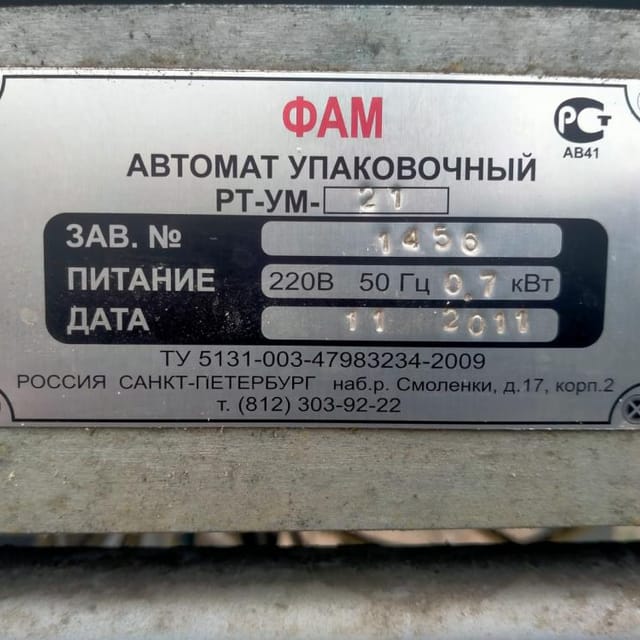 ФАМ
РСТ
АВ41
АВТОМАТ УПАКОВОЧНЫЙ
РТ-УМ- 21
ЗАВ. № 1456
ПИТАНИЕ 220В 50 Гц 0,7 кВт
ДАТА 11 2011
ТУ 5131-003-47983234-2009
РОССИЯ САНКТ-ПЕТЕРБУРГ наб.р. Смоленки, д.17, корп.2
т. (812) 303-92-22